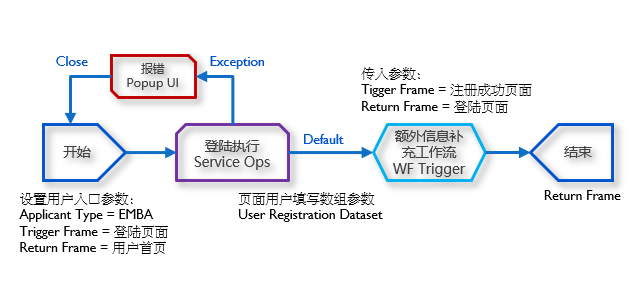 Close
报错
Popup UI
Exception
传入参数：
Tigger Frame = 注册成功页面
Return Frame = 登陆页面
开始
登陆执行
Service Ops
Default
额外信息补
充工作流
WF Trigger
结束
设置用户入口参数：
Applicant Type = EMBA
Trigger Frame = 登陆页面
Return Frame = 用户首页
页面用户填写数组参数
User Registration Dataset
Return Frame